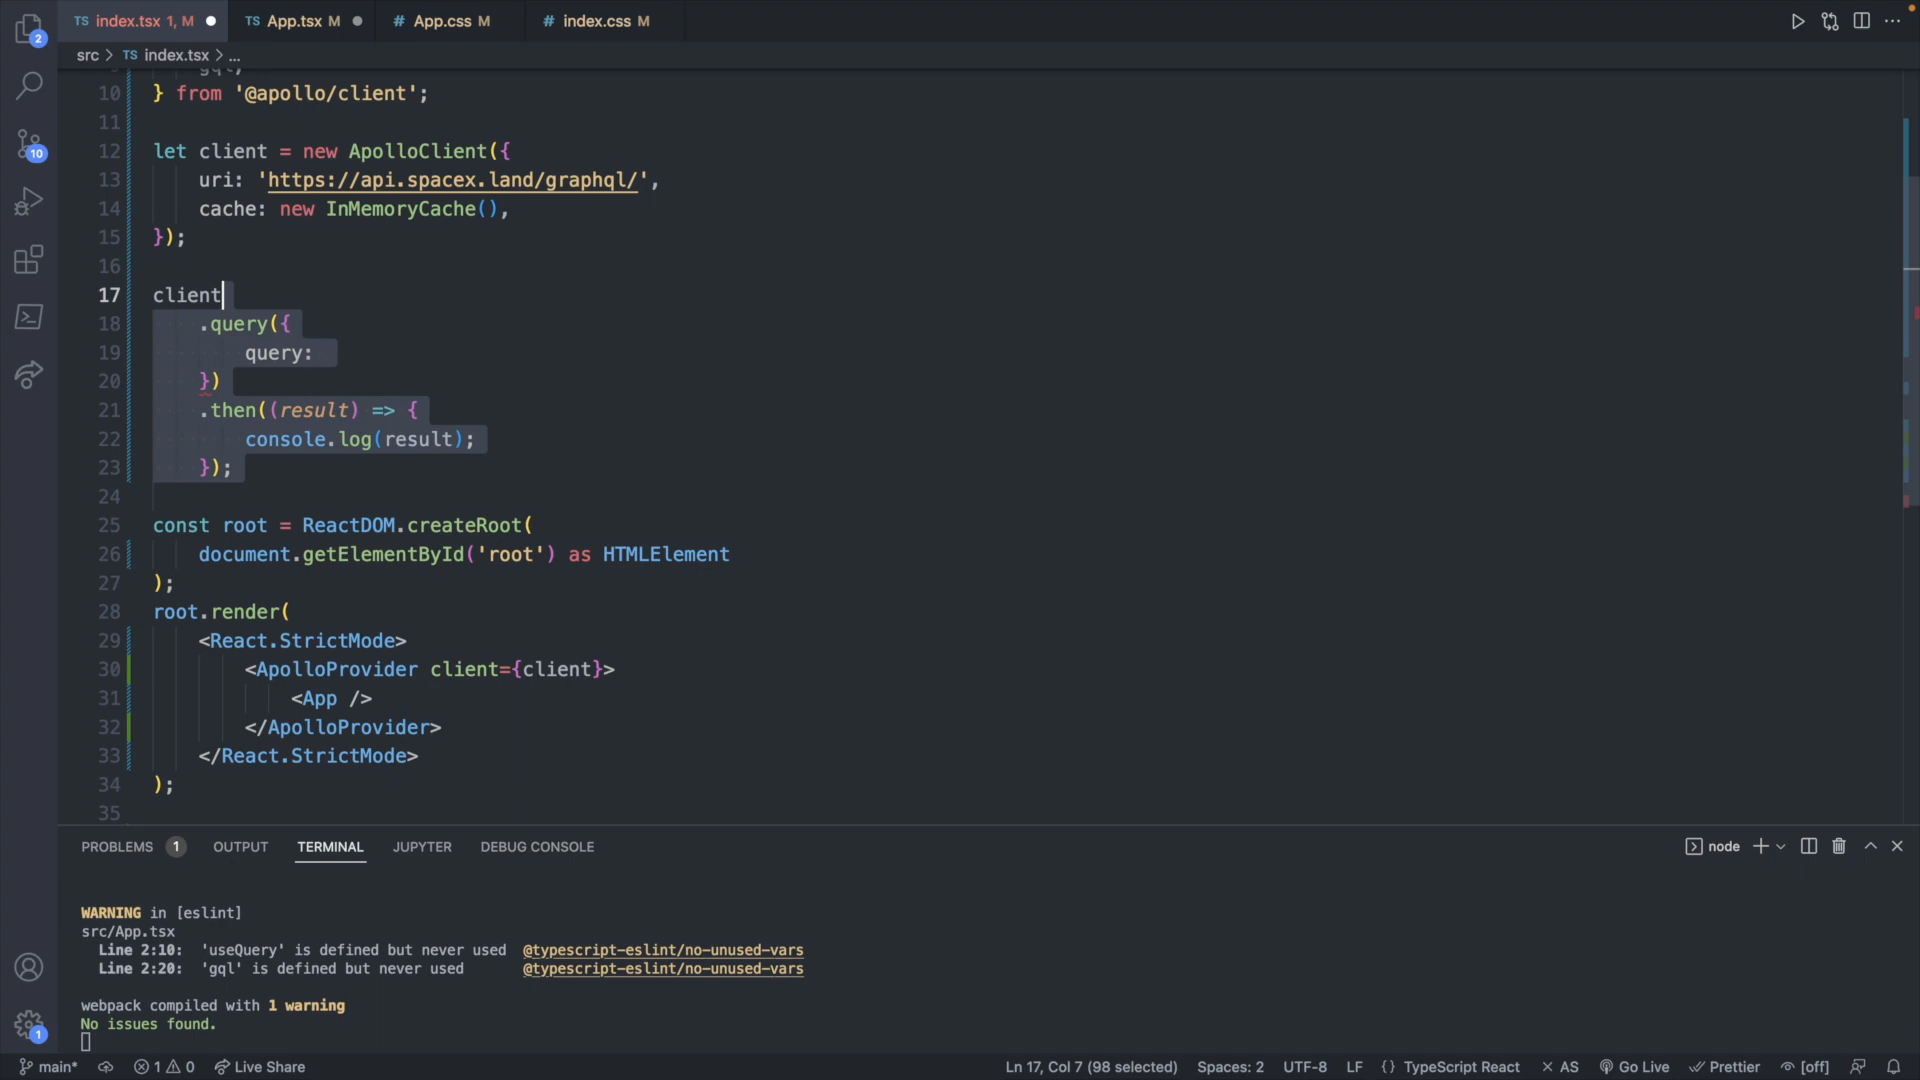 TS index.tsx 1, M
TS App.tsx M
# App.css M
# index.css M
src > TS index.tsx > ...
gql,
10 } from '@apollo/client';
11
12 let client = new ApolloClient({
13 uri: 'https://api.spacex.land/graphql/',
14 cache: new InMemoryCache(),
15 });
16
17 client
18 .query({
19 query:
20 })
21 .then((result) => {
22 console.log(result);
23 });
24
25 const root = ReactDOM.createRoot(
26 document.getElementById('root') as HTMLElement
27 );
28 root.render(
29 <React.StrictMode>
30 <ApolloProvider client={client}>
31 <App />
32 </ApolloProvider>
33 </React.StrictMode>
34 );
35
2
10
1
PROBLEMS 1 OUTPUT TERMINAL JUPYTER DEBUG CONSOLE
node
WARNING in [eslint]
src/App.tsx
Line 2:10: 'useQuery' is defined but never used @typescript-eslint/no-unused-vars
Line 2:20: 'gql' is defined but never used @typescript-eslint/no-unused-vars
webpack compiled with 1 warning
No issues found.
main* 1 0 Live Share
Ln 17, Col 7 (98 selected) Spaces: 2 UTF-8 LF {} TypeScript React AS Go Live Prettier [off]